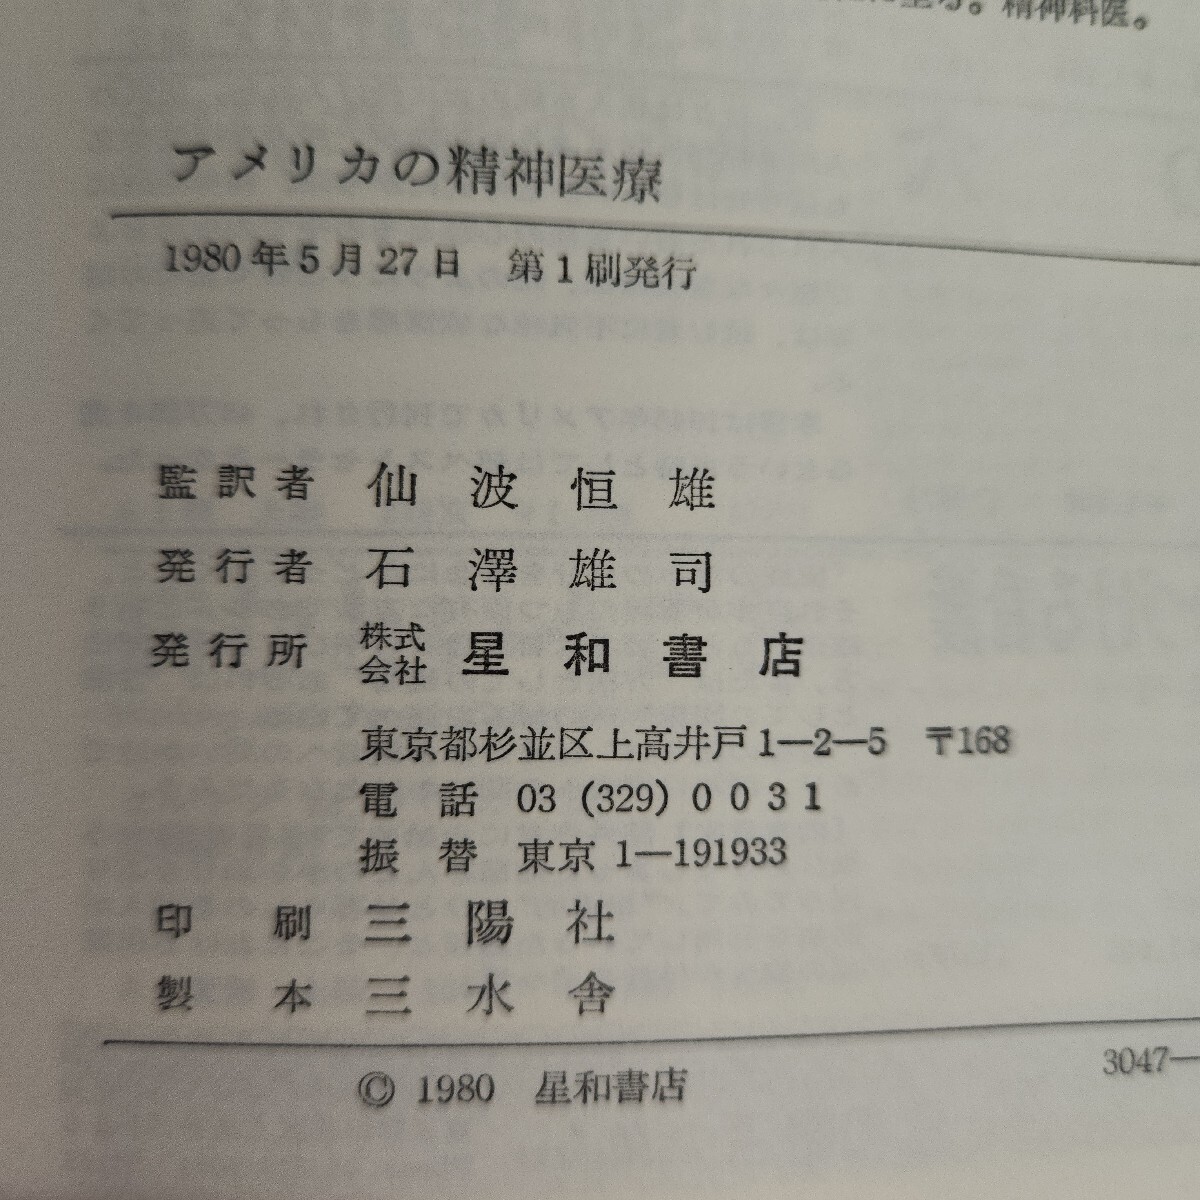 精神科医。
アメリカの精神医療
1980年5月27日　第1刷発行
監訳者　仙波恒雄
発行者　石澤雄司
発行所　株式会社　星和書店
東京都杉並区上高井戸1—2—5　〒168
電話　03（329）0031
振替　東京 1—191933
印刷　三陽社
製本　三水舎
© 1980　星和書店
3047—